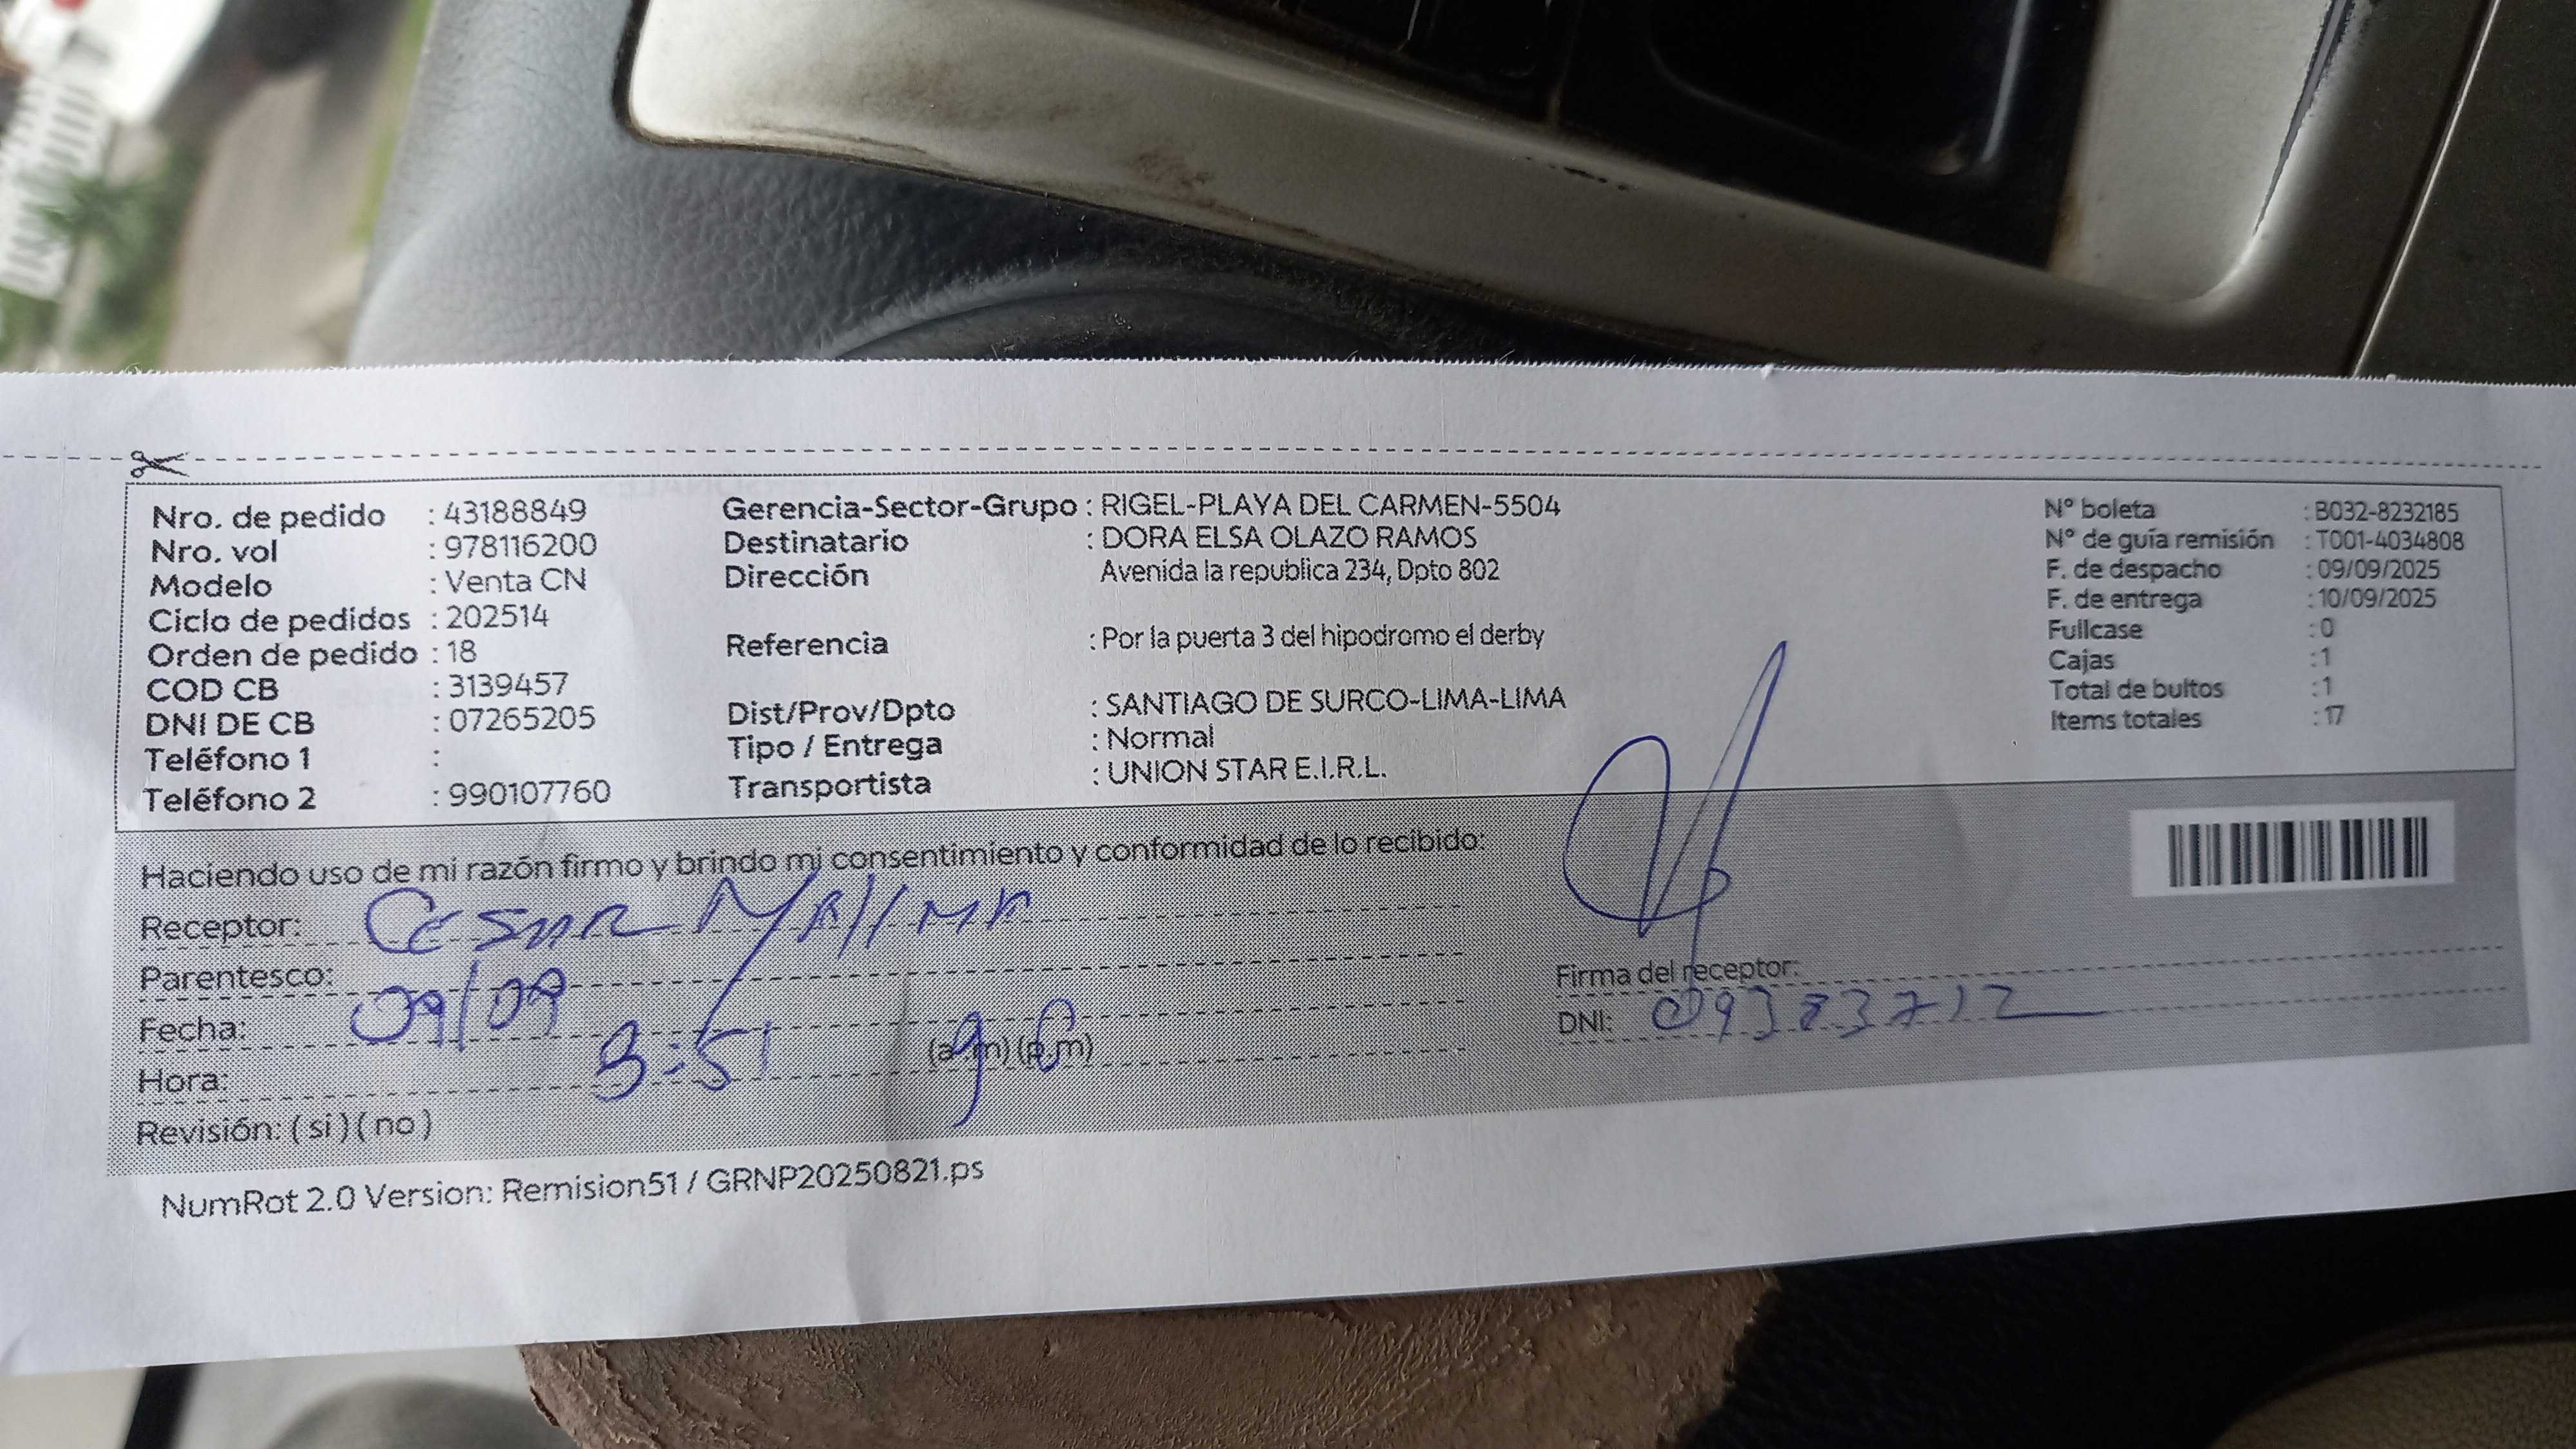 Nro. de pedido : 43188849
Nro. vol : 978116200
Modelo : Venta CN
Ciclo de pedidos : 202514
Orden de pedido : 18
COD CB : 3139457
DNI DE CB : 07265205
Teléfono 1 :
Teléfono 2 : 990107760
Gerencia-Sector-Grupo : RIGEL-PLAYA DEL CARMEN-5504
Destinatario : DORA ELSA OLAZO RAMOS
Dirección Avenida la republica 234, Dpto 802
Referencia : Por la puerta 3 del hipodromo el derby
Dist/Prov/Dpto : SANTIAGO DE SURCO-LIMA-LIMA
Tipo / Entrega : Normal
Transportista : UNION STAR E.I.R.L.
N° boleta : B032-8232185
N° de guía remisión : T001-4034808
F. de despacho : 09/09/2025
F. de entrega : 10/09/2025
Fullcase : 0
Cajas : 1
Total de bultos : 1
Items totales : 17
Haciendo uso de mi razón firmo y brindo mi consentimiento y conformidad de lo recibido:
Receptor: CESAR
Parentesco:
Fecha: 09/09
Hora: 3:51 (a.m) (p.m)
Revisión: ( si ) ( no )
Firma del receptor:
DNI: 09383712
NumRot 2.0 Version: Remision51 / GRNP20250821.ps